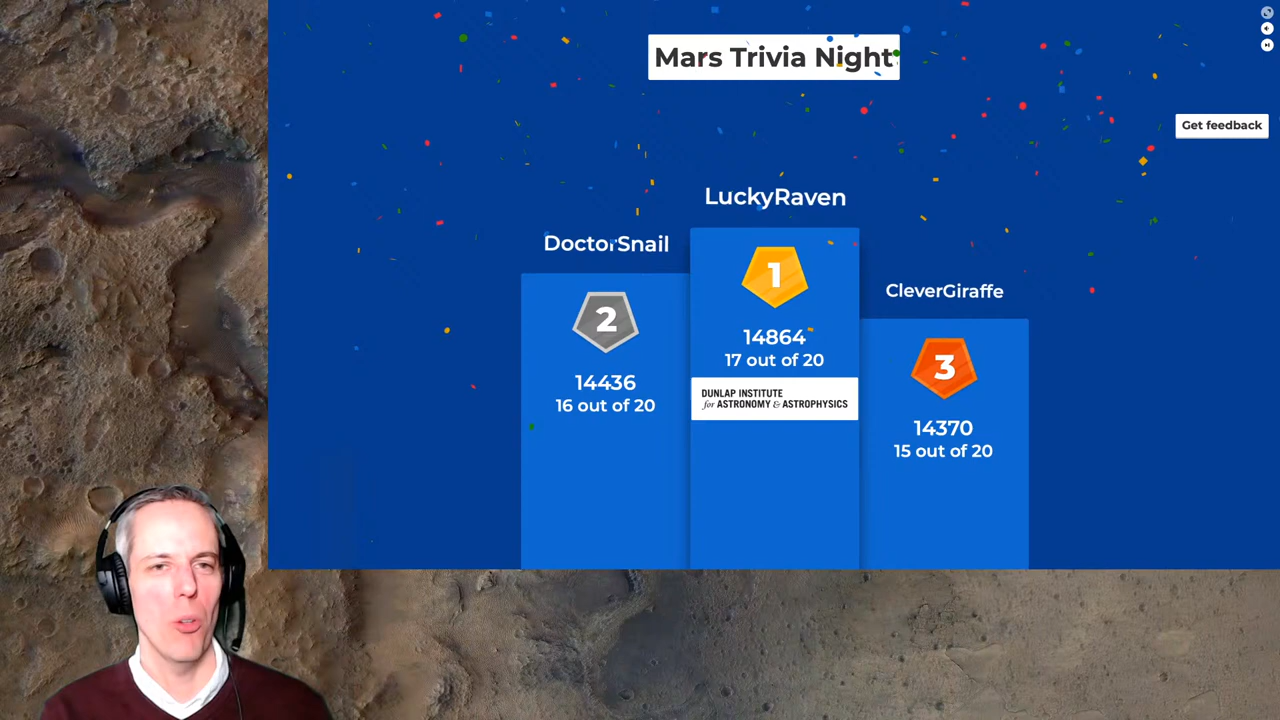 Mars Trivia Night
Get feedback
LuckyRaven
DoctorSnail
CleverGiraffe
1
2
3
14864
17 out of 20
14436
16 out of 20
DUNLAP INSTITUTE
for ASTRONOMY & ASTROPHYSICS
14370
15 out of 20